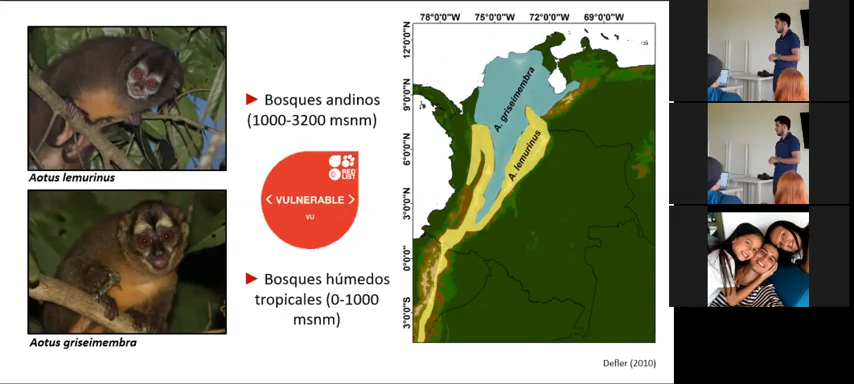 Aotus lemurinus
Aotus griseimembra
► Bosques andinos
(1000-3200 msnm)
RED
LIST
< VULNERABLE >
VU
► Bosques húmedos
tropicales (0-1000
msnm)
78°0'0"W 75°0'0"W 72°0'0"W 69°0'0"W
12°0'0"N
9°0'0"N
6°0'0"N
3°0'0"N
0°0'0"
3°0'0"S
A. griseimembra
A. lemurinus
Defler (2010)